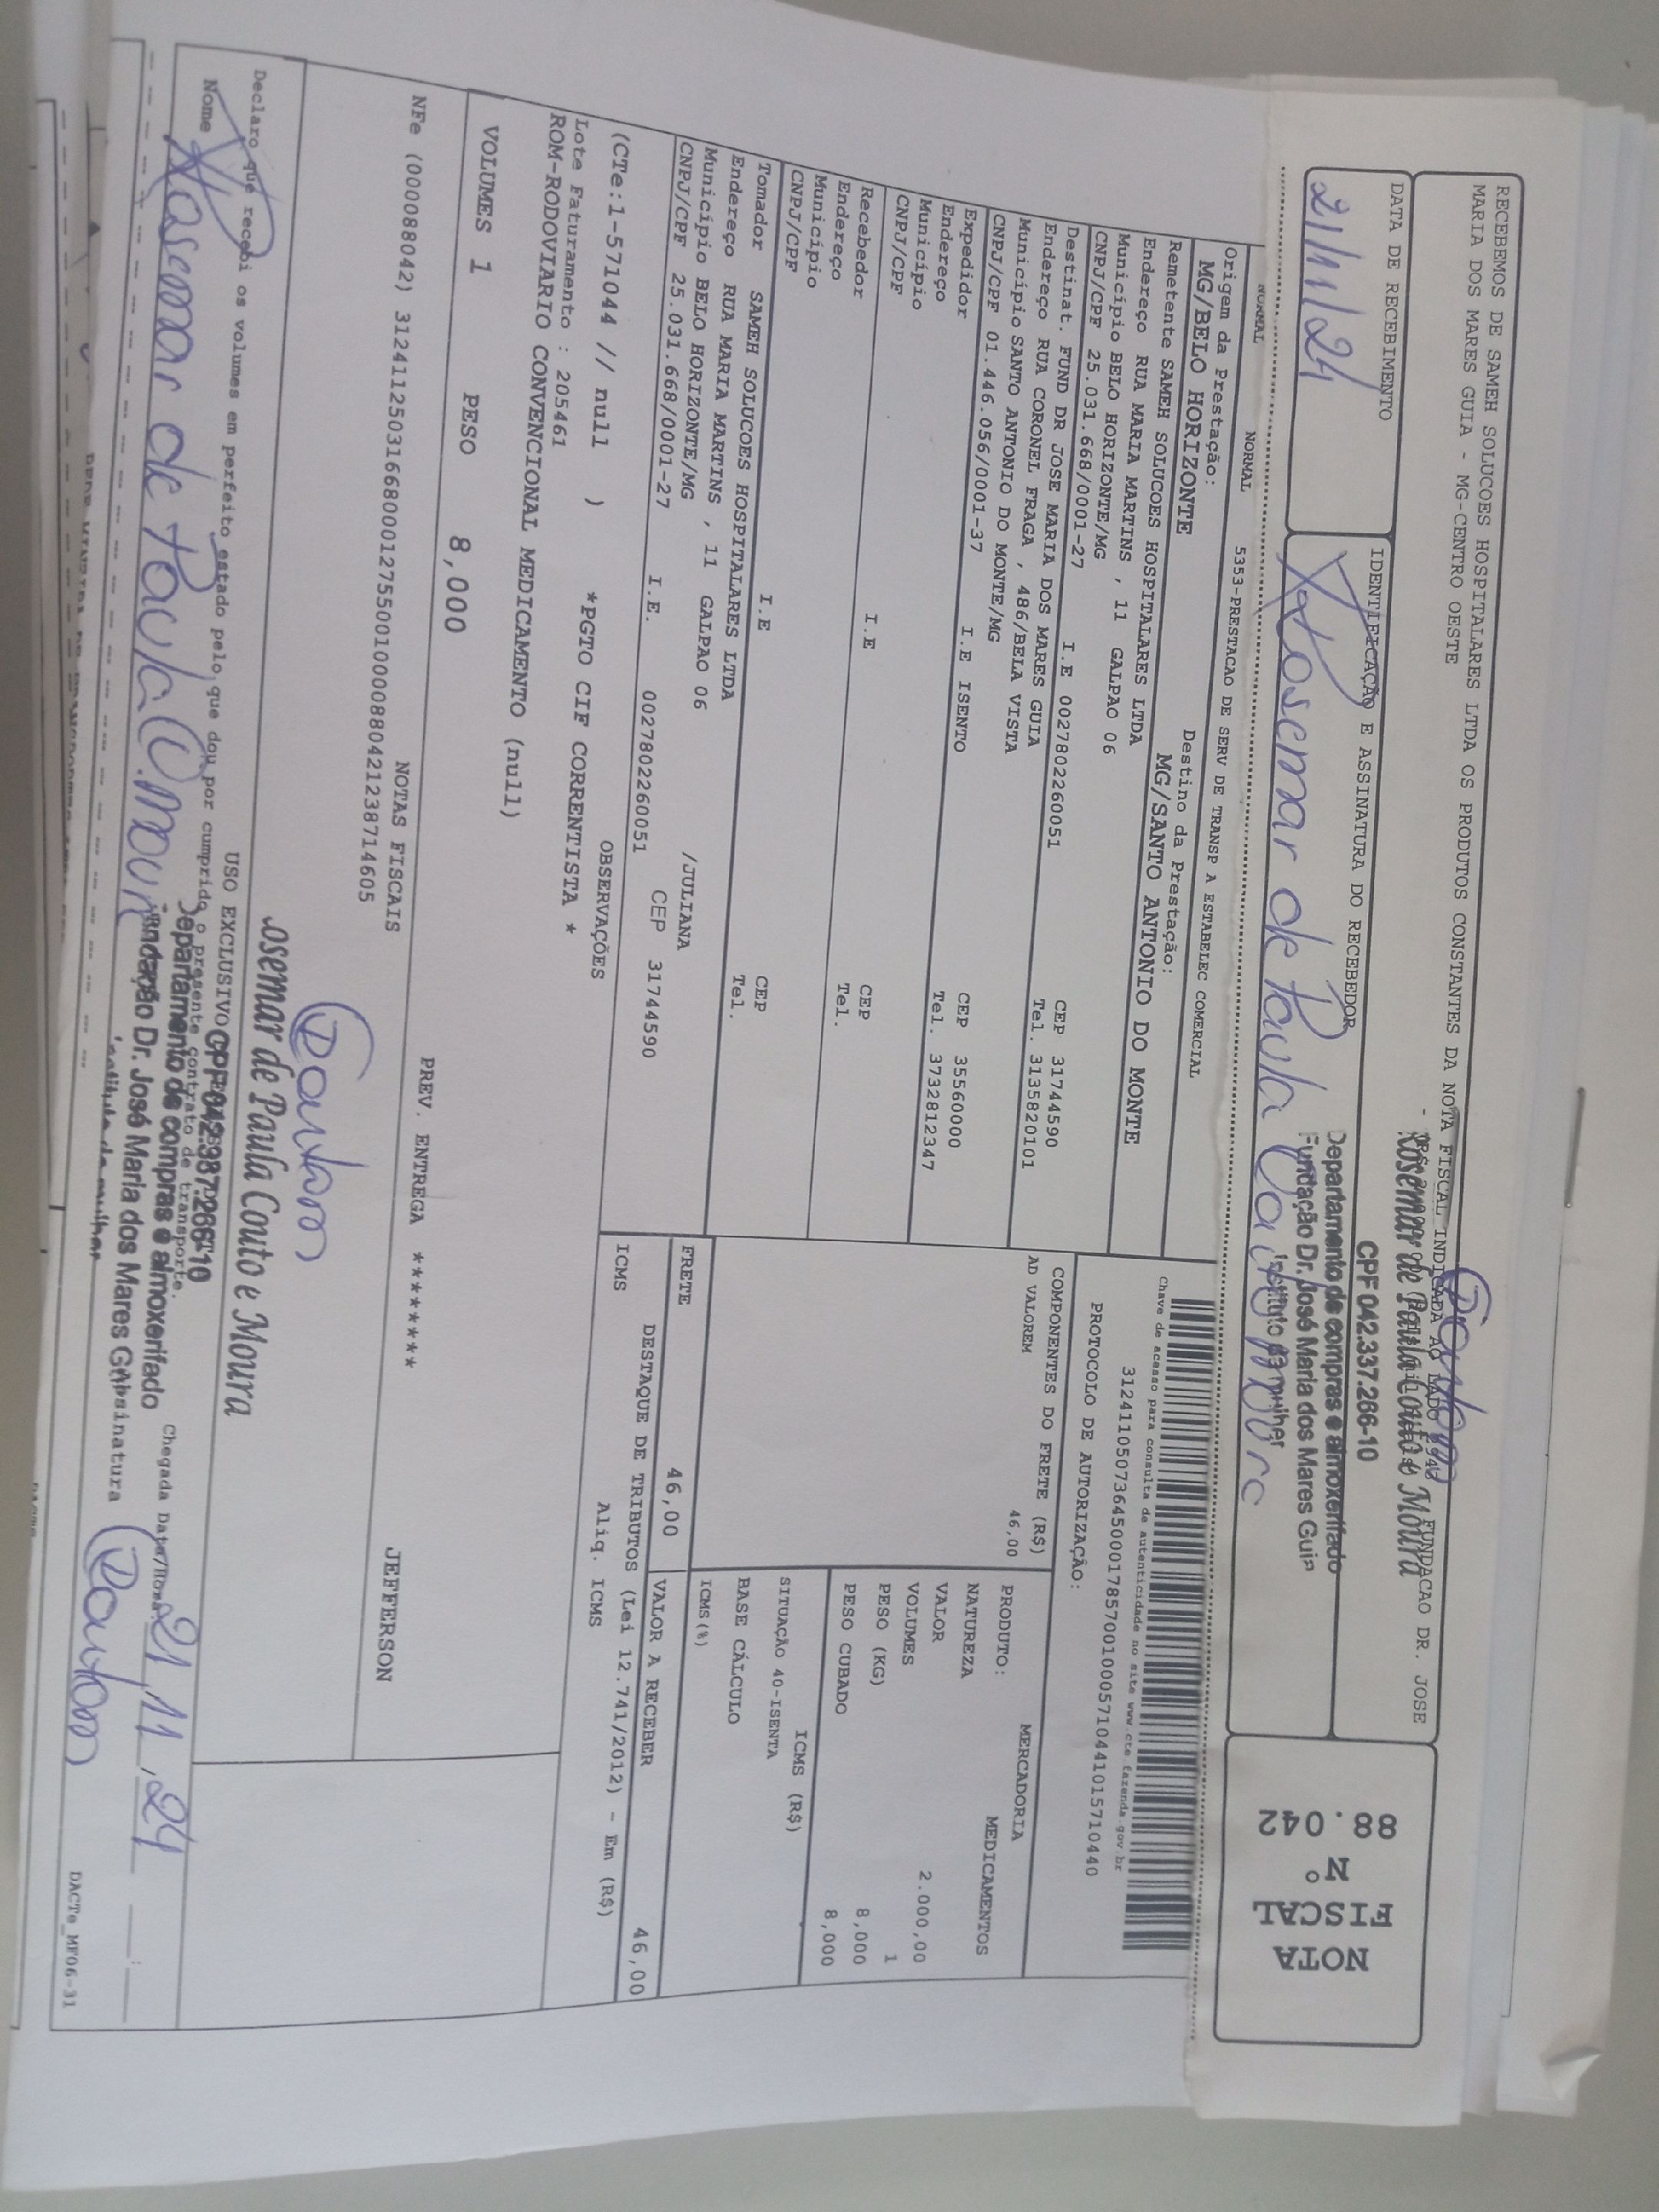 RECEBEMOS DE SAMEH SOLUCOES HOSPITALARES LTDA OS PRODUTOS CONSTANTES DA NOTA FISCAL INDICADA AO LADO FUNDACAO DR. JOSE
MARIA DOS MARES GUIA - MG-CENTRO OESTE
Rosemar de Paula Couto e Moura
CPF 042.337.266-10
Departamento de compras e almoxerifado
Fundação Dr. José Maria dos Mares Guia
Instituto da mulher
DATA DE RECEBIMENTO
21/11/24
IDENTIFICAÇÃO E ASSINATURA DO RECEBEDOR
Rosemar de Paula
NOTA
FISCAL
Nº
88.042
NORMAL NORMAL 5353-PRESTACAO DE SERV DE TRANSP A ESTABELEC COMERCIAL
Origem da Prestação: Destino da Prestação:
MG/BELO HORIZONTE MG/SANTO ANTONIO DO MONTE
Remetente SAMEH SOLUCOES HOSPITALARES LTDA
Endereço RUA MARIA MARTINS , 11 GALPAO 06
Município BELO HORIZONTE/MG CEP 31744590
CNPJ/CPF 25.031.668/0001-27 I.E 0027802260051 Tel. 3135820101
Destinat. FUND DR JOSE MARIA DOS MARES GUIA
Endereço RUA CORONEL FRAGA , 486/BELA VISTA
Município SANTO ANTONIO DO MONTE/MG CEP 35560000
CNPJ/CPF 01.446.056/0001-37 I.E ISENTO Tel. 3732812347
Expedidor
Endereço
Município CEP
CNPJ/CPF I.E Tel.
Recebedor
Endereço
Município CEP
CNPJ/CPF I.E Tel.
Tomador SAMEH SOLUCOES HOSPITALARES LTDA
Endereço RUA MARIA MARTINS , 11 GALPAO 06
Município BELO HORIZONTE/MG /JULIANA
CNPJ/CPF 25.031.668/0001-27 I.E. 0027802260051 CEP 31744590
Chave de acesso para consulta de autenticidade no site www.cte.fazenda.gov.br
31241105073645000178570010005710441015710440
PROTOCOLO DE AUTORIZAÇÃO:
COMPONENTES DO FRETE (R$)
AD VALOREM 46,00
MERCADORIA
PRODUTO: MEDICAMENTOS
NATUREZA
VALOR 2.000,00
VOLUMES 1
PESO (KG) 8,000
PESO CUBADO 8,000
ICMS (R$)
SITUAÇÃO 40-ISENTA
BASE CÁLCULO
ICMS (%)
FRETE 46,00 VALOR A RECEBER 46,00
DESTAQUE DE TRIBUTOS (Lei 12.741/2012) - Em (R$)
ICMS Aliq. ICMS
OBSERVAÇÕES
(CTe:1-571044 // null ) *PGTO CIF CORRENTISTA *
Lote Faturamento : 205461
ROM-RODOVIARIO CONVENCIONAL MEDICAMENTO (null)
VOLUMES 1 PESO 8,000
NOTAS FISCAIS
PREV. ENTREGA ******** JEFFERSON
NFe (000088042) 31241125031668000127550010000880421238714605
USO EXCLUSIVO
Declaro que recebi os volumes em perfeito estado pelo que dou por cumprido o presente contrato de transporte.
osemar de Paula Couto e Moura
CPF 042.337.266-10
Departamento de compras e almoxerifado
Fundação Dr. José Maria dos Mares Guia
Nome Rosemar de Paula C. Moura
Chegada Data/Hora: 21,11,24
Assinatura
DACTe_MF06-31